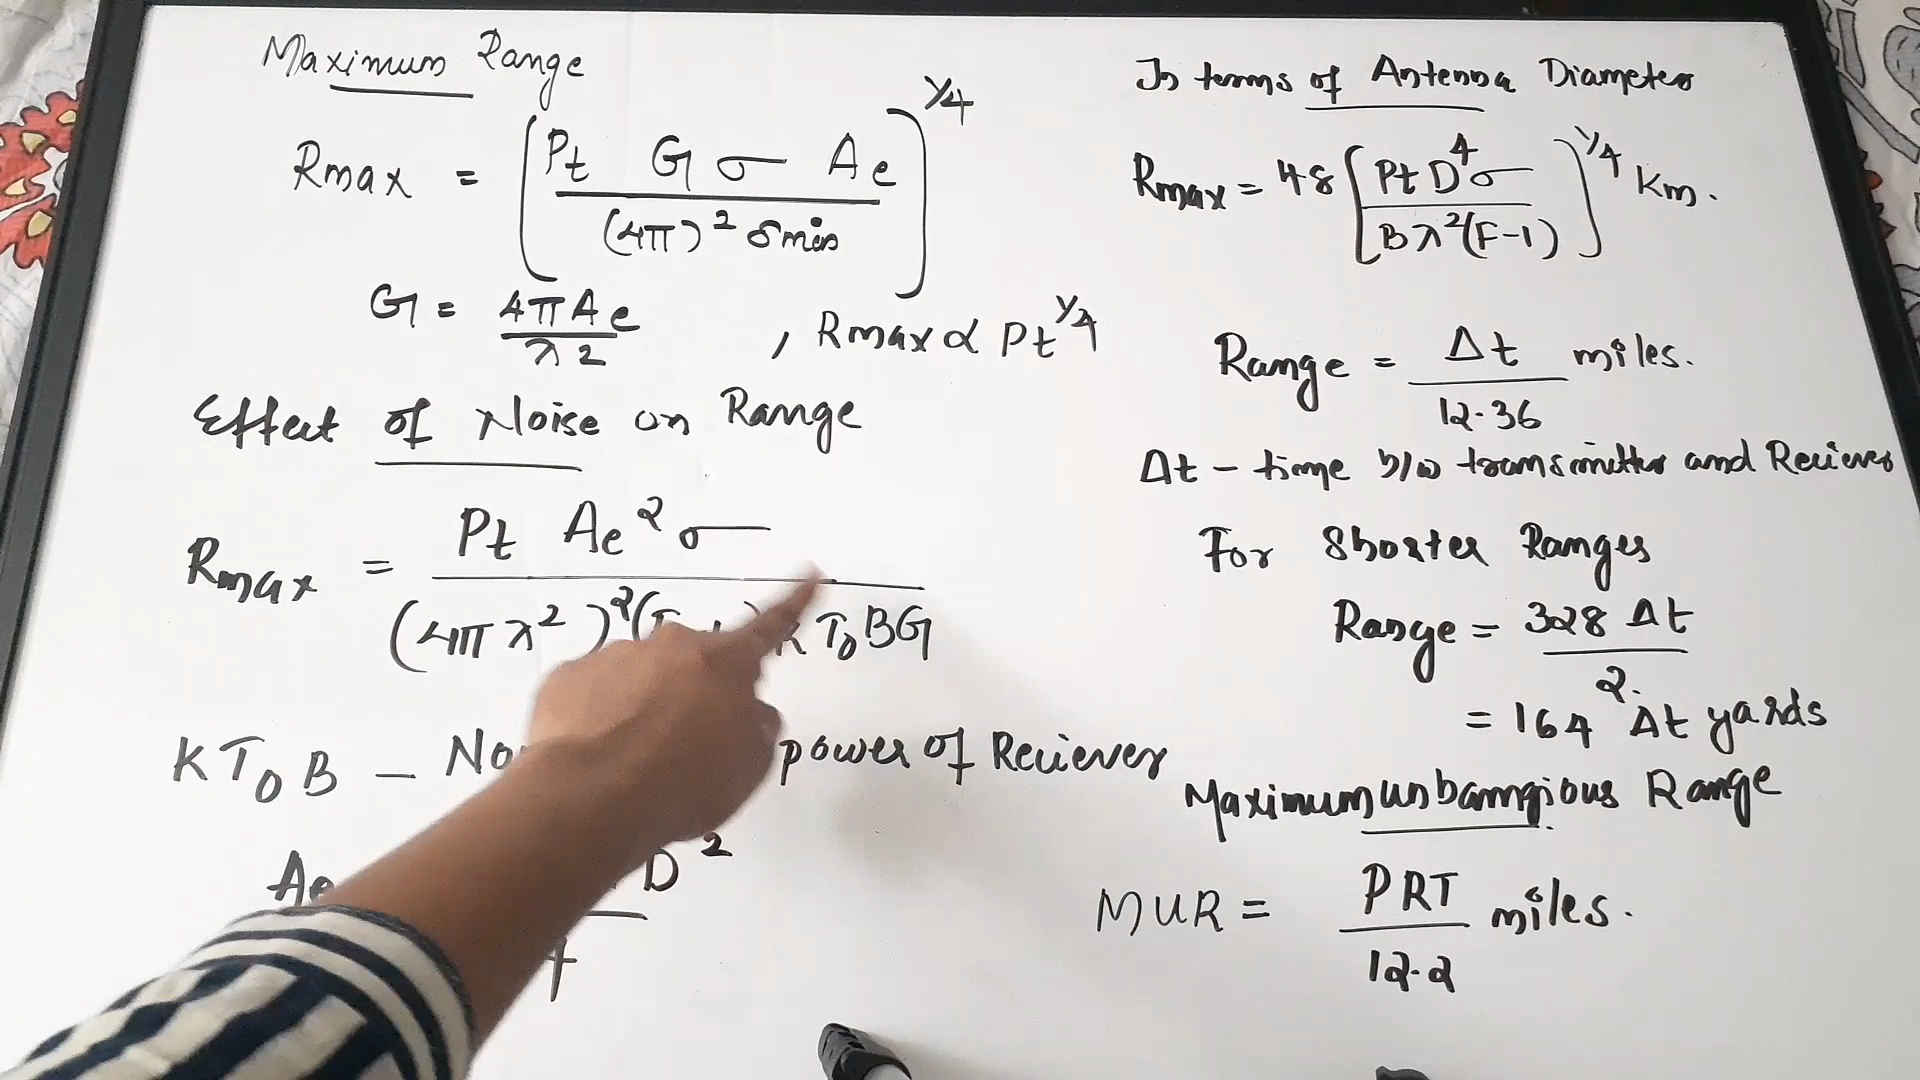 Maximum Range
Rmax = [Pt G σ Ae / (4π)² Smin]^1/4
G = 4πAe / λ2 , Rmax ∝ Pt^1/4
Effect of Noise on Range
Rmax = Pt Ae² σ / (4πλ²)²( T₀BG
KT₀B – power of Reciever
Ae D²
In terms of Antenna Diameter
Rmax = 48 [Pt D⁴σ / Bλ²(F-1)]^1/4 Km.
Range = Δt / 12.36 miles.
Δt – time b/w transmitter and Reciever
For Shorter Ranges
Range = 328 Δt / 2.
= 164 Δt yards
Maximum unbamgious Range
MUR = PRT / 12.2 miles.